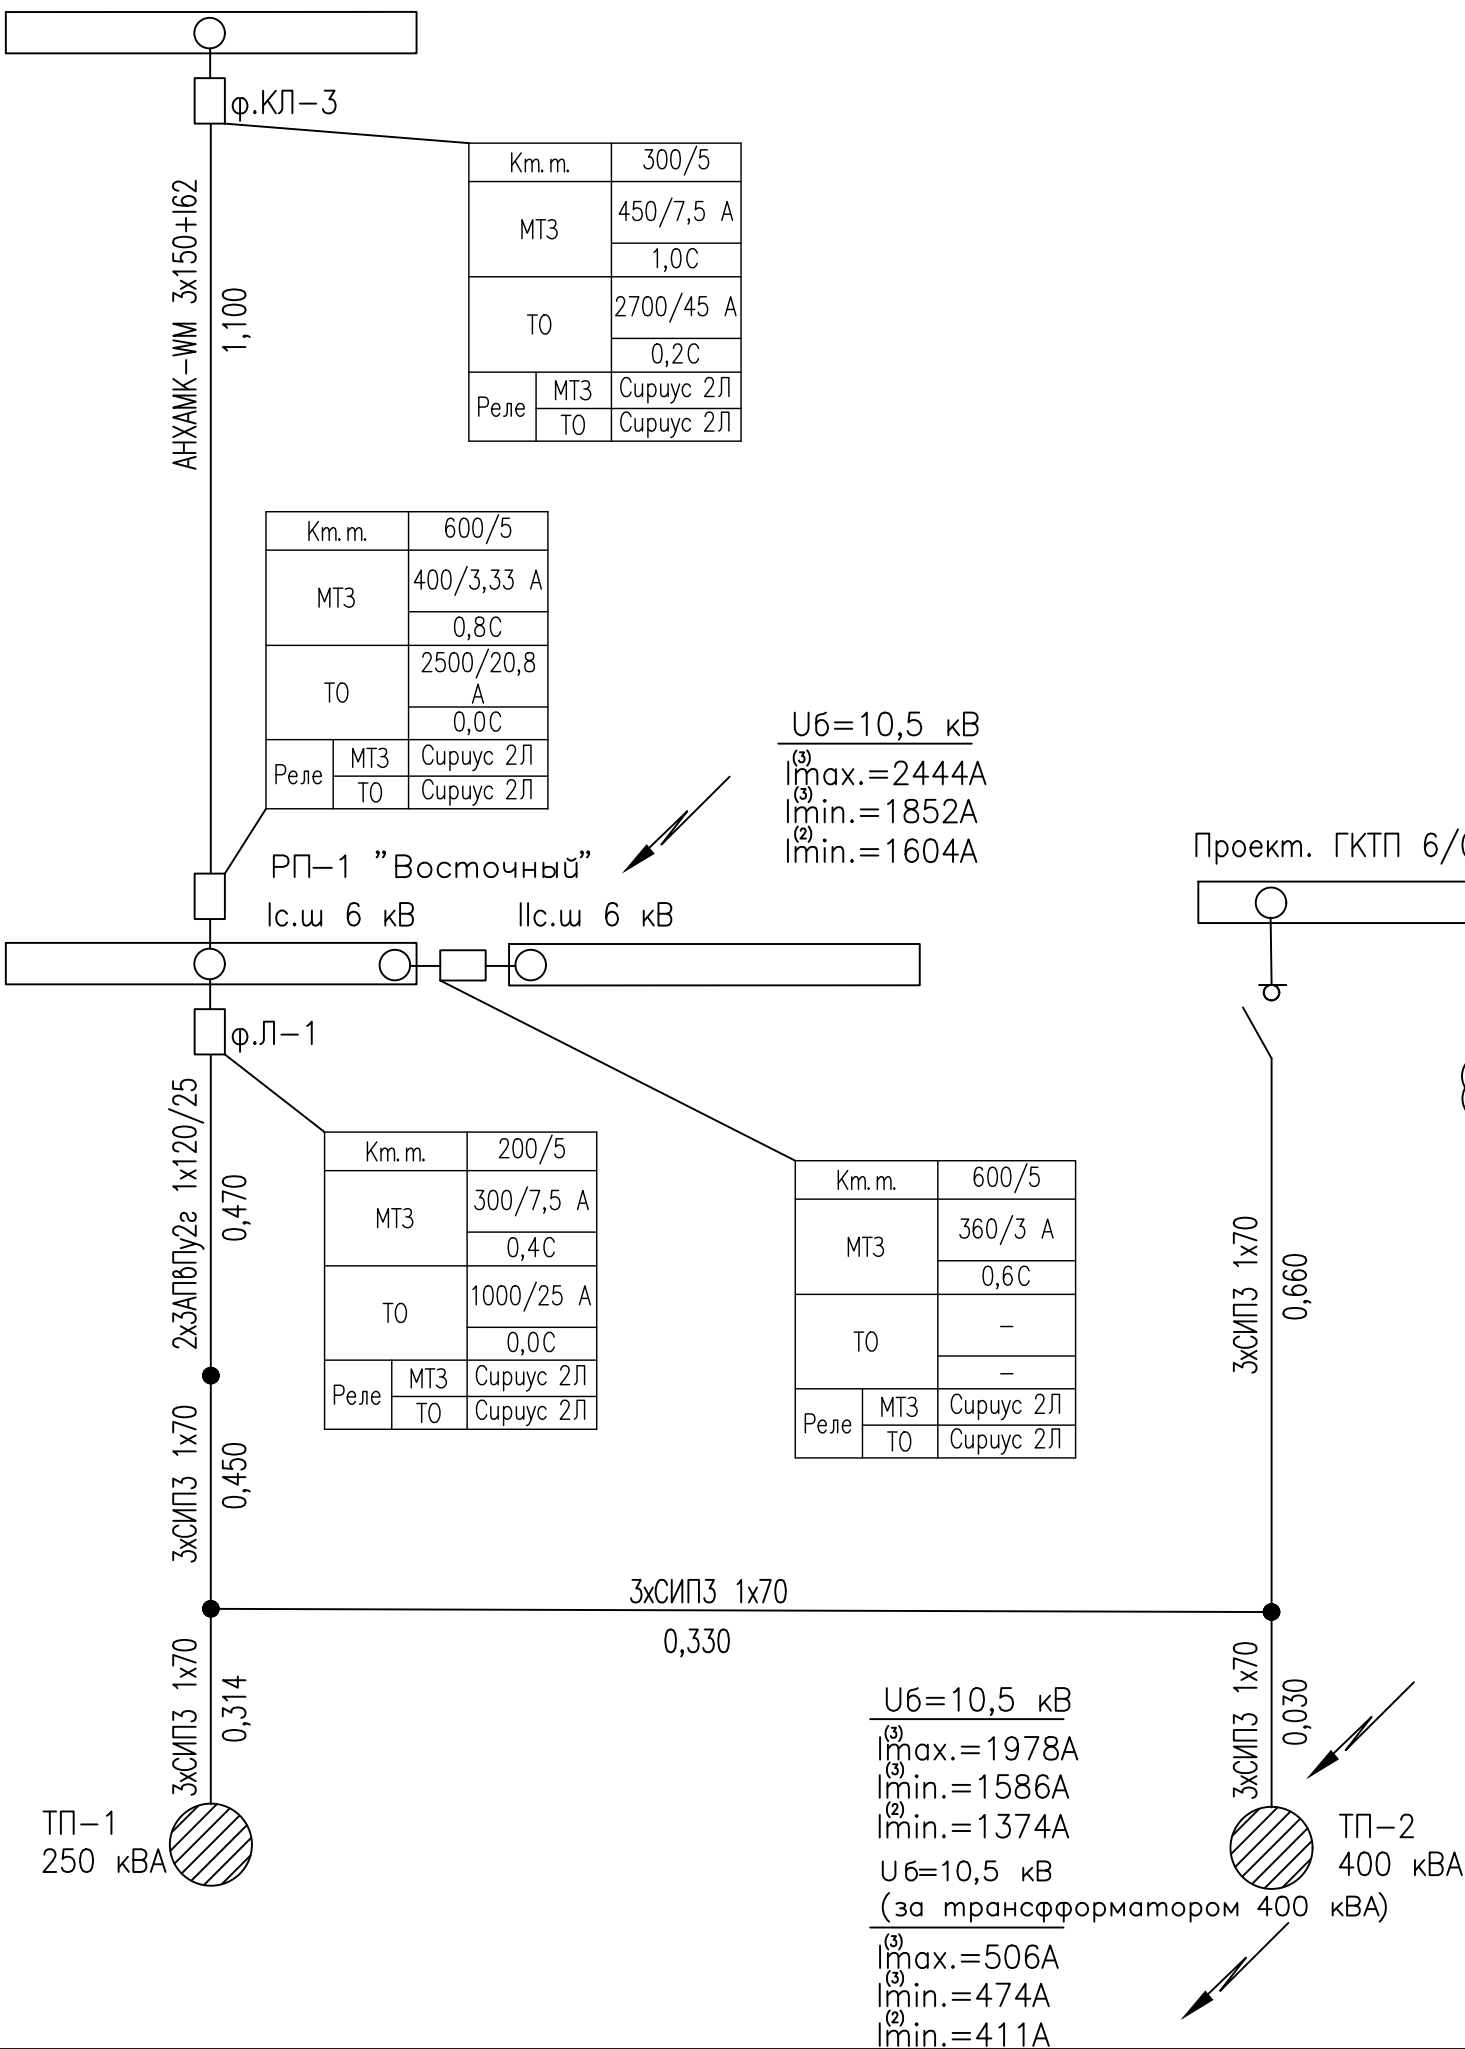 ф.КЛ-3
АНХАМК-WM 3х150+I62
1,100
Кт.т. 300/5
МТЗ 450/7,5 А
1,0С
ТО 2700/45 А
0,2С
Реле МТЗ Сириус 2Л
ТО Сириус 2Л
Кт.т. 600/5
МТЗ 400/3,33 А
0,8С
ТО 2500/20,8
А
0,0С
Реле МТЗ Сириус 2Л
ТО Сириус 2Л
Uб=10,5 кВ
I(3)max.=2444А
I(3)min.=1852А
I(2)min.=1604А
РП-1 "Восточный"
Iс.ш 6 кВ
IIс.ш 6 кВ
Проект. ГКТП 6/
ф.Л-1
2х3АПвПу2г 1х120/25
0,470
Кт.т. 200/5
МТЗ 300/7,5 А
0,4С
ТО 1000/25 А
0,0С
Реле МТЗ Сириус 2Л
ТО Сириус 2Л
Кт.т. 600/5
МТЗ 360/3 А
0,6С
ТО –
–
Реле МТЗ Сириус 2Л
ТО Сириус 2Л
3хСИП3 1х70
0,660
3хСИП3 1х70
0,450
3хСИП3 1х70
0,330
3хСИП3 1х70
0,314
3хСИП3 1х70
0,030
Uб=10,5 кВ
I(3)max.=1978А
I(3)min.=1586А
I(2)min.=1374А
ТП-1
250 кВА
ТП-2
400 кВА
Uб=10,5 кВ
(за трансфформатором 400 кВА)
I(3)max.=506А
I(3)min.=474А
I(2)min.=411А